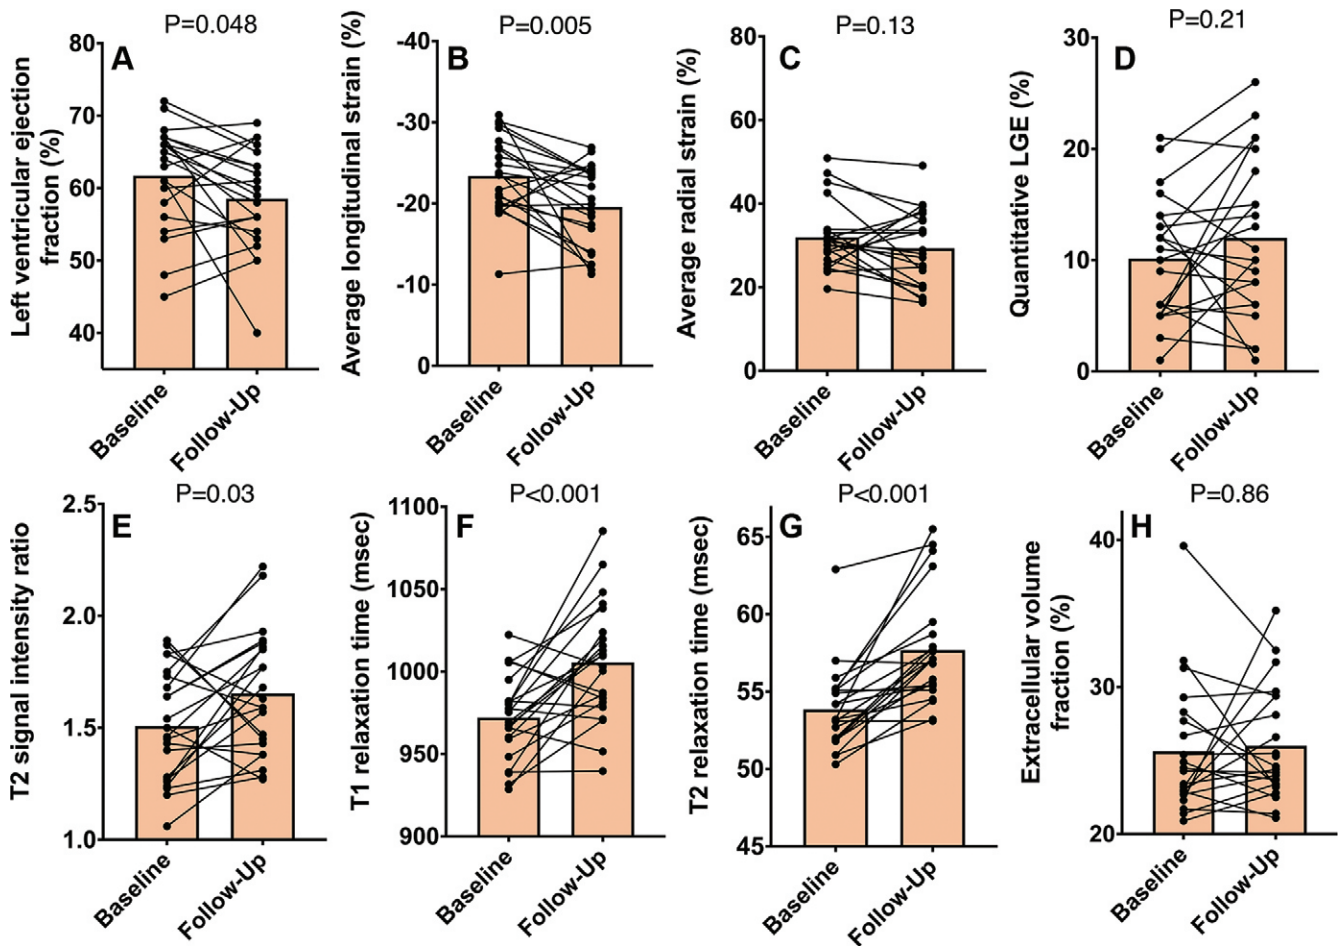 P=0.048
A
Left ventricular ejection
fraction (%)
80
70
60
50
40
Baseline
Follow-Up
P=0.005
B
Average longitudinal strain (%)
-40
-30
-20
-10
0
Baseline
Follow-Up
P=0.13
C
Average radial strain (%)
80
60
40
20
0
Baseline
Follow-Up
P=0.21
D
Quantitative LGE (%)
30
20
10
0
Baseline
Follow-Up
P=0.03
E
T2 signal intensity ratio
2.5
2.0
1.5
1.0
Baseline
Follow-Up
P<0.001
F
T1 relaxation time (msec)
1100
1050
1000
950
900
Baseline
Follow-Up
P<0.001
G
T2 relaxation time (msec)
65
60
55
50
45
Baseline
Follow-Up
P=0.86
H
Extracellular volume
fraction (%)
40
30
20
Baseline
Follow-Up